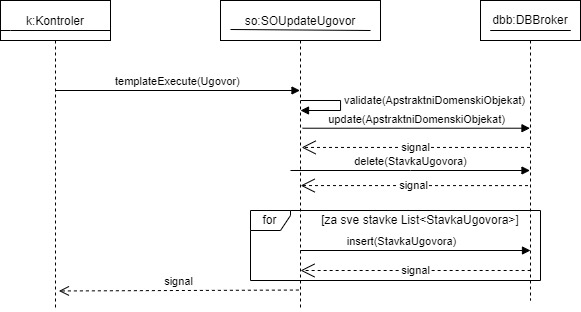 k:Kontroler
so:SOUpdateUgovor
dbb:DBBroker
templateExecute(Ugovor)
validate(ApstraktniDomenskiObjekat)
update(ApstraktniDomenskiObjekat)
signal
delete(StavkaUgovora)
signal
for
[za sve stavke List<StavkaUgovora>]
insert(StavkaUgovora)
signal
signal